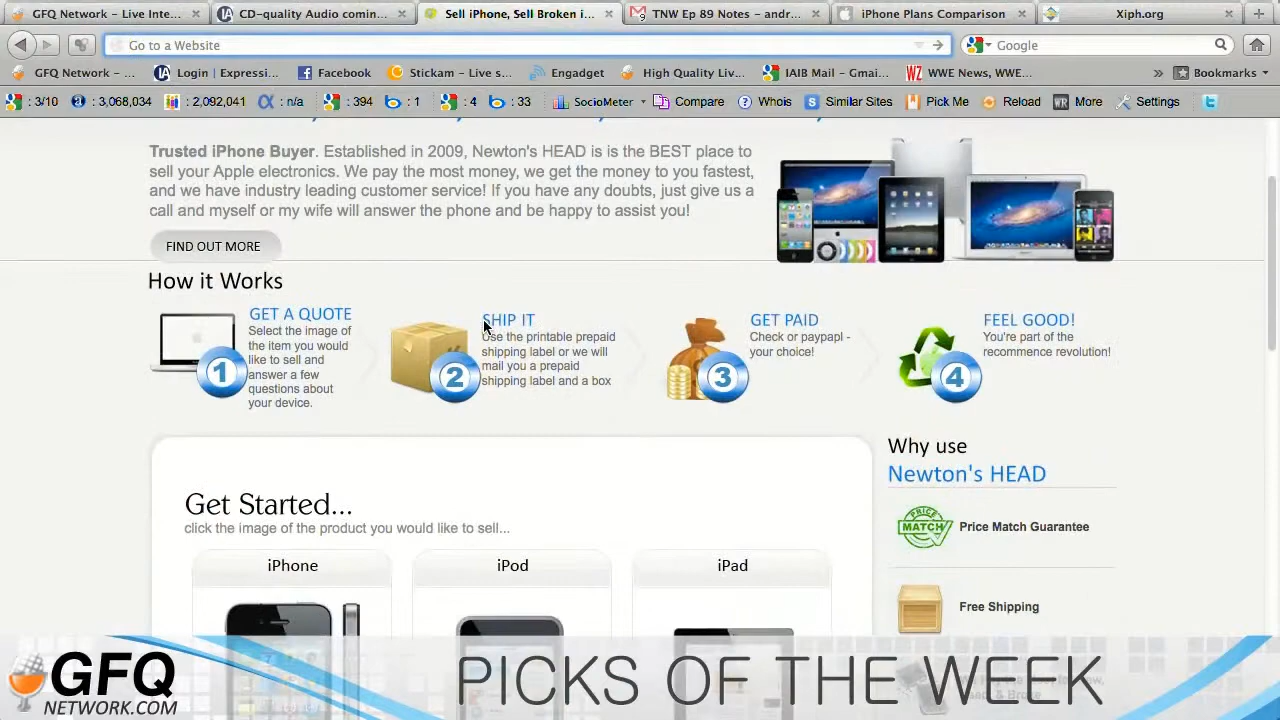 GFQ Network - Live Inte...
CD-quality Audio comin...
Sell iPhone, Sell Broken i...
TNW Ep 89 Notes - andr...
iPhone Plans Comparison
Xiph.org
Go to a Website
Google
GFQ Network - ...
Login | Expressi...
Facebook
Stickam - Live s...
Engadget
High Quality Liv...
IAIB Mail - Gmai...
WWE News, WWE...
Bookmarks
: 3/10
: 3,068,034
: 2,092,041
: n/a
: 394
: 1
: 4
: 33
SocioMeter
Compare
Whois
Similar Sites
Pick Me
Reload
More
Settings
Trusted iPhone Buyer. Established in 2009, Newton's HEAD is is the BEST place to
sell your Apple electronics. We pay the most money, we get the money to you fastest,
and we have industry leading customer service! If you have any doubts, just give us a
call and myself or my wife will answer the phone and be happy to assist you!
FIND OUT MORE
How it Works
1
GET A QUOTE
Select the image of
the item you would
like to sell and
answer a few
questions about
your device.
2
SHIP IT
Use the printable prepaid
shipping label or we will
mail you a prepaid
shipping label and a box
3
GET PAID
Check or paypapl -
your choice!
4
FEEL GOOD!
You're part of the
recommence revolution!
Get Started...
click the image of the product you would like to sell...
iPhone
iPod
iPad
Why use
Newton's HEAD
PRICE
MATCH
Price Match Guarantee
Free Shipping
GFQ
NETWORK.COM
PICKS OF THE WEEK